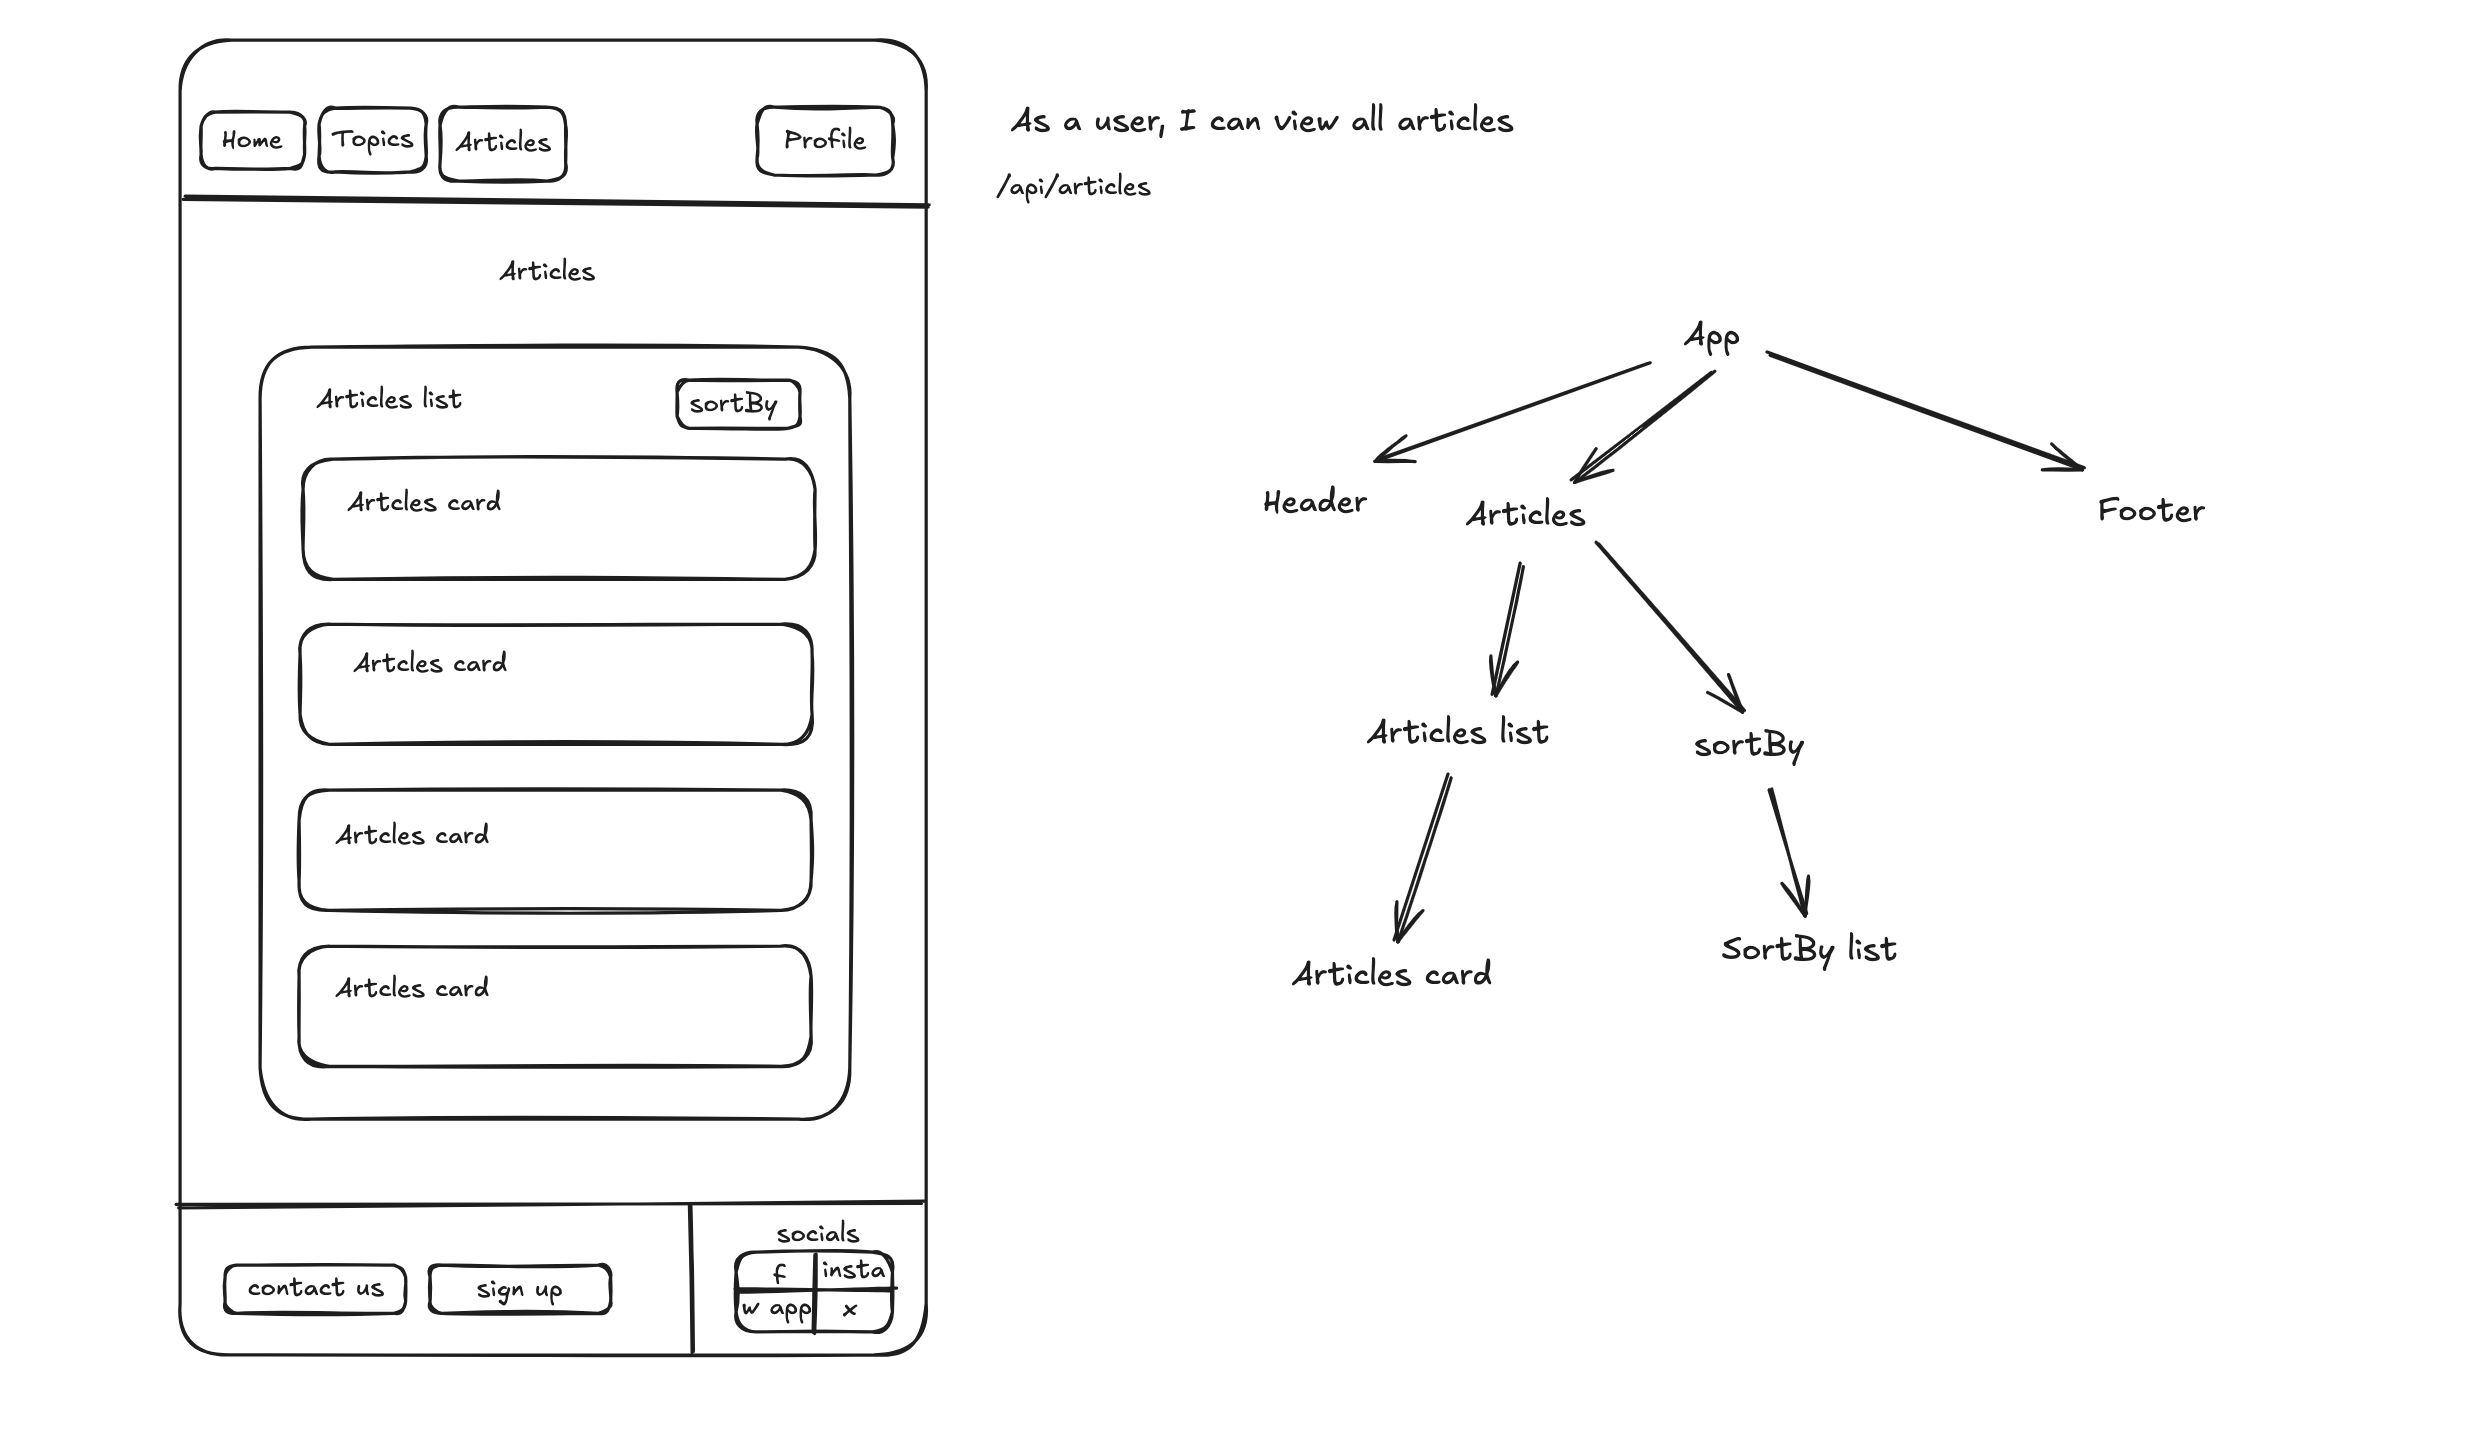 Home
Topics
Articles
Profile
Articles
Articles list
sortBy
Artcles card
Artcles card
Artcles card
Artcles card
contact us
sign up
socials
f
insta
w app
x
As a user, I can view all articles
/api/articles
App
Header
Articles
Footer
Articles list
sortBy
Articles card
SortBy list